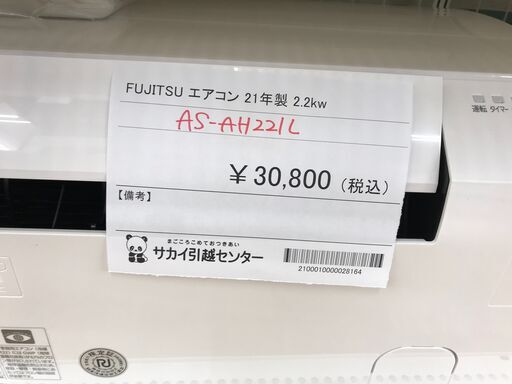 FUJITSU エアコン 21年製 2.2kw
AS-AH221L
￥30,800（税込）
【備考】
まごころこめておつきあい
サカイ引越センター
2100010000028164
運転 タイマー